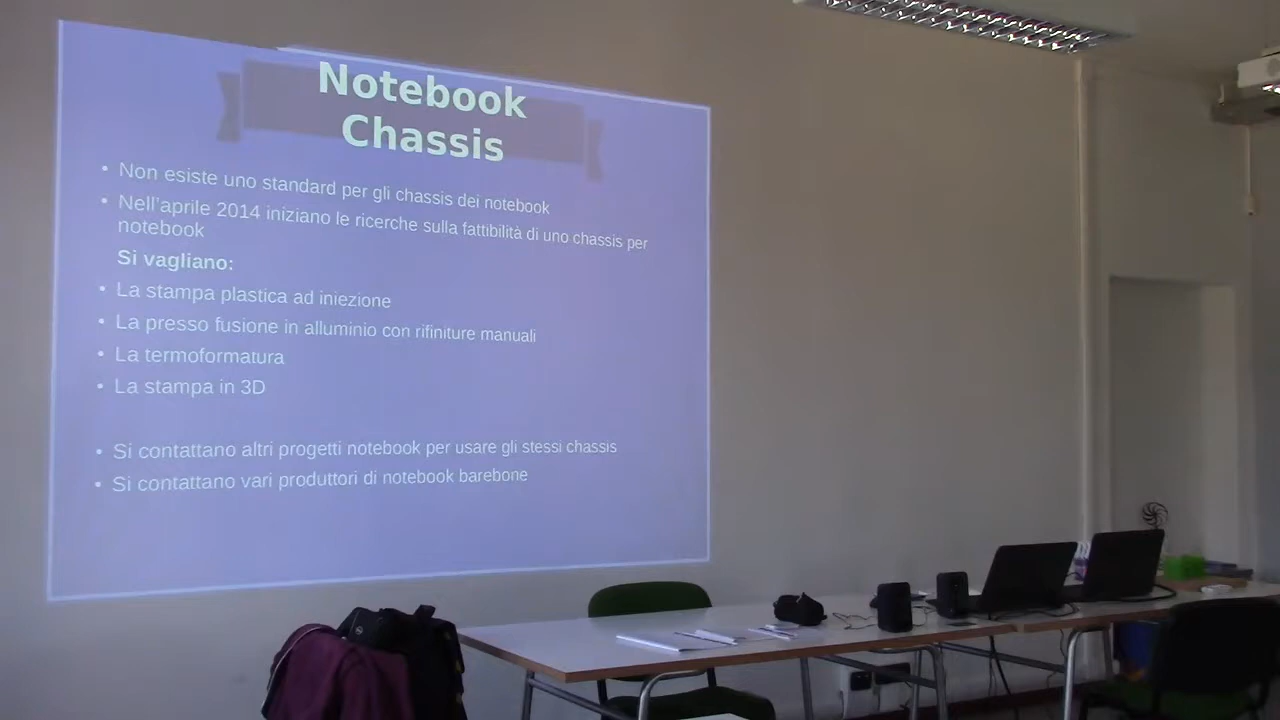 Notebook
Chassis
• Non esiste uno standard per gli chassis dei notebook
• Nell'aprile 2014 iniziano le ricerche sulla fattibilità di uno chassis per
notebook
Si vagliano:
• La stampa plastica ad iniezione
• La presso fusione in alluminio con rifiniture manuali
• La termoformatura
• La stampa in 3D
• Si contattano altri progetti notebook per usare gli stessi chassis
• Si contattano vari produttori di notebook barebone